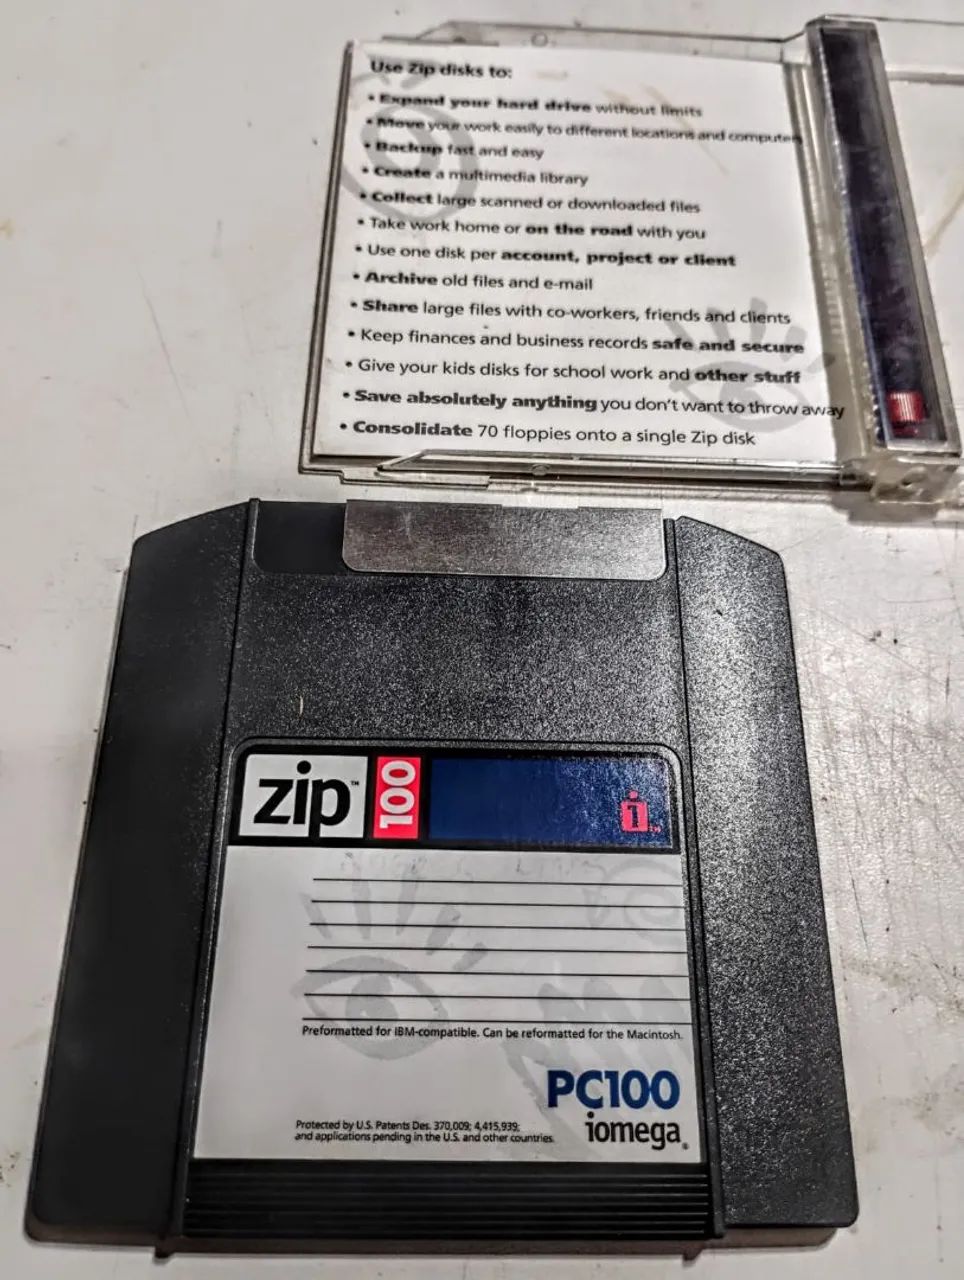 Use Zip disks to:
• Expand your hard drive without limits
• Move your work easily to different locations and computers
• Backup fast and easy
• Create a multimedia library
• Collect large scanned or downloaded files
• Take work home or on the road with you
• Use one disk per account, project or client
• Archive old files and e-mail
• Share large files with co-workers, friends and clients
• Keep finances and business records safe and secure
• Give your kids disks for school work and other stuff
• Save absolutely anything you don't want to throw away
• Consolidate 70 floppies onto a single Zip disk
zip™ 100 i™
Preformatted for IBM-compatible. Can be reformatted for the Macintosh.
PC100
iomega®
Protected by U.S. Patents Des. 370,009; 4,415,939;
and applications pending in the U.S. and other countries.